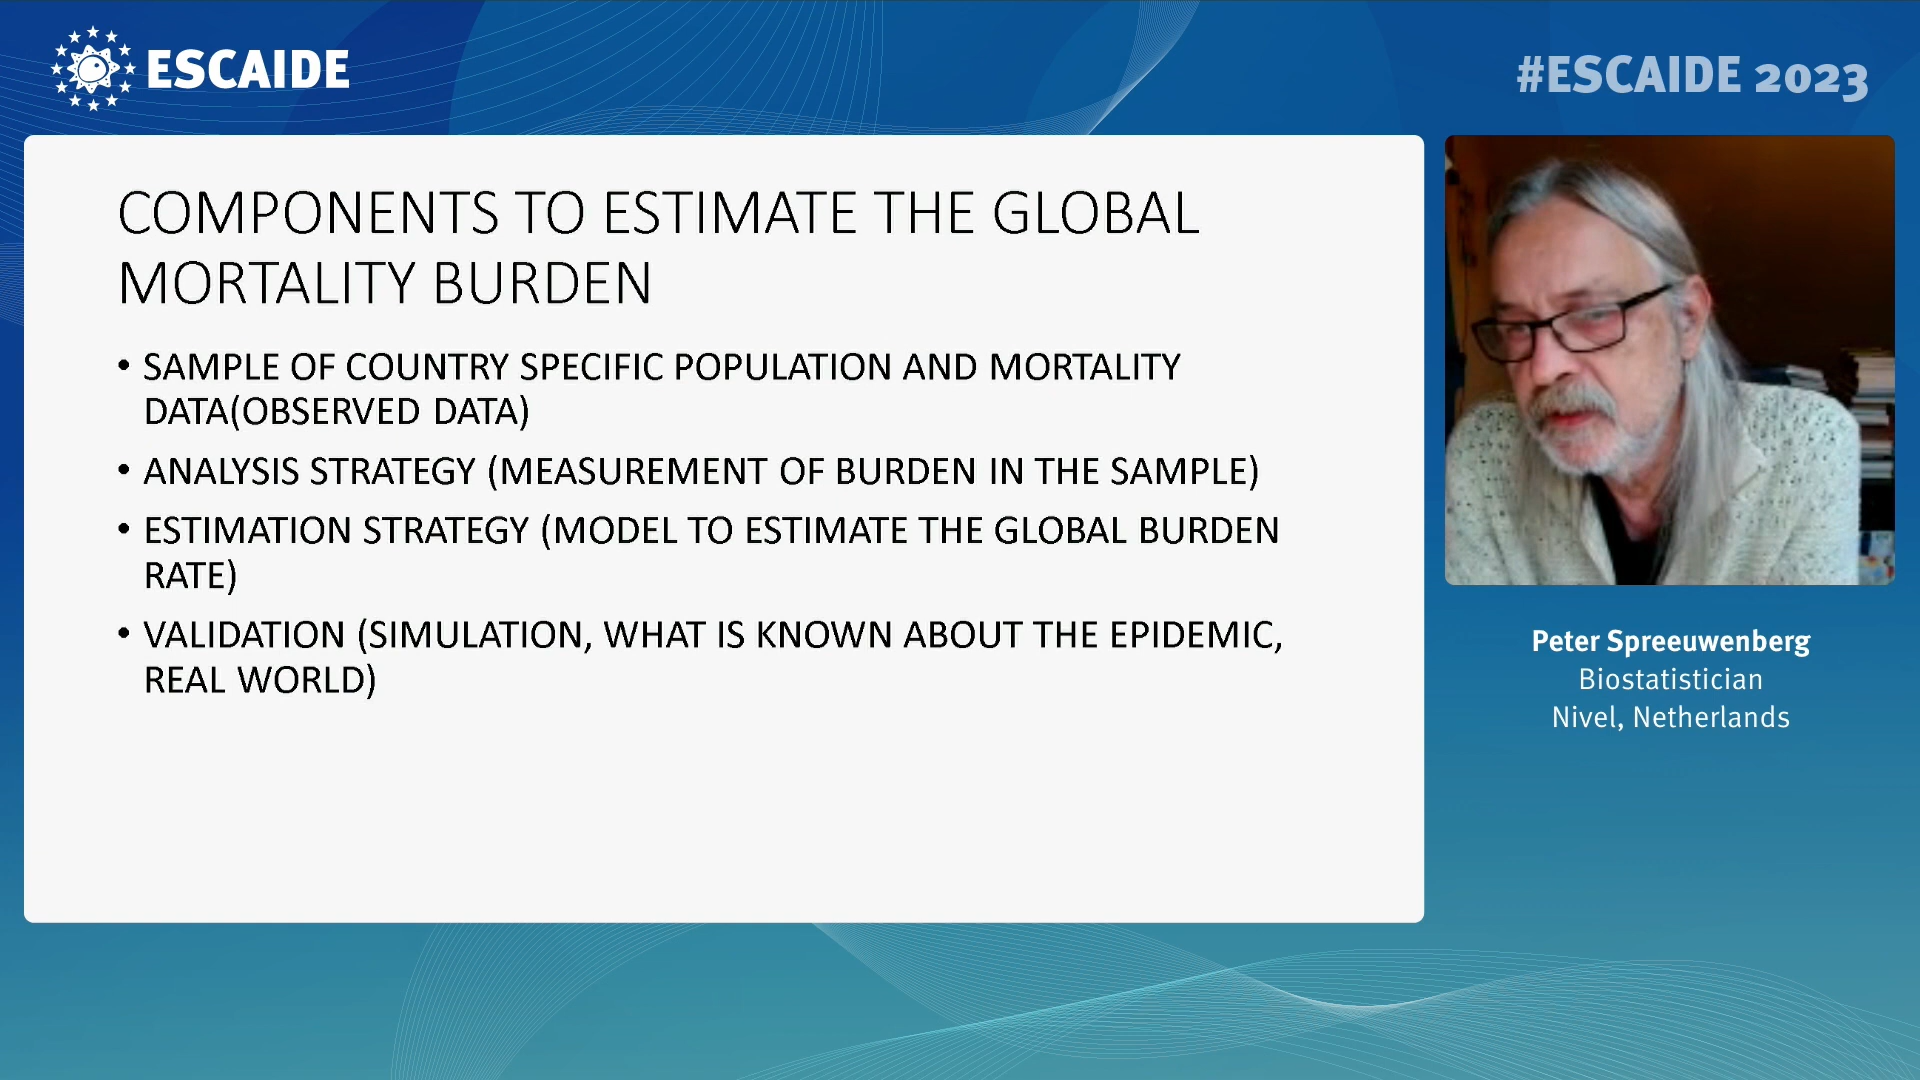 ESCAIDE
#ESCAIDE 2023
COMPONENTS TO ESTIMATE THE GLOBAL
MORTALITY BURDEN
• SAMPLE OF COUNTRY SPECIFIC POPULATION AND MORTALITY
DATA(OBSERVED DATA)
• ANALYSIS STRATEGY (MEASUREMENT OF BURDEN IN THE SAMPLE)
• ESTIMATION STRATEGY (MODEL TO ESTIMATE THE GLOBAL BURDEN
RATE)
• VALIDATION (SIMULATION, WHAT IS KNOWN ABOUT THE EPIDEMIC,
REAL WORLD)
Peter Spreeuwenberg
Biostatistician
Nivel, Netherlands